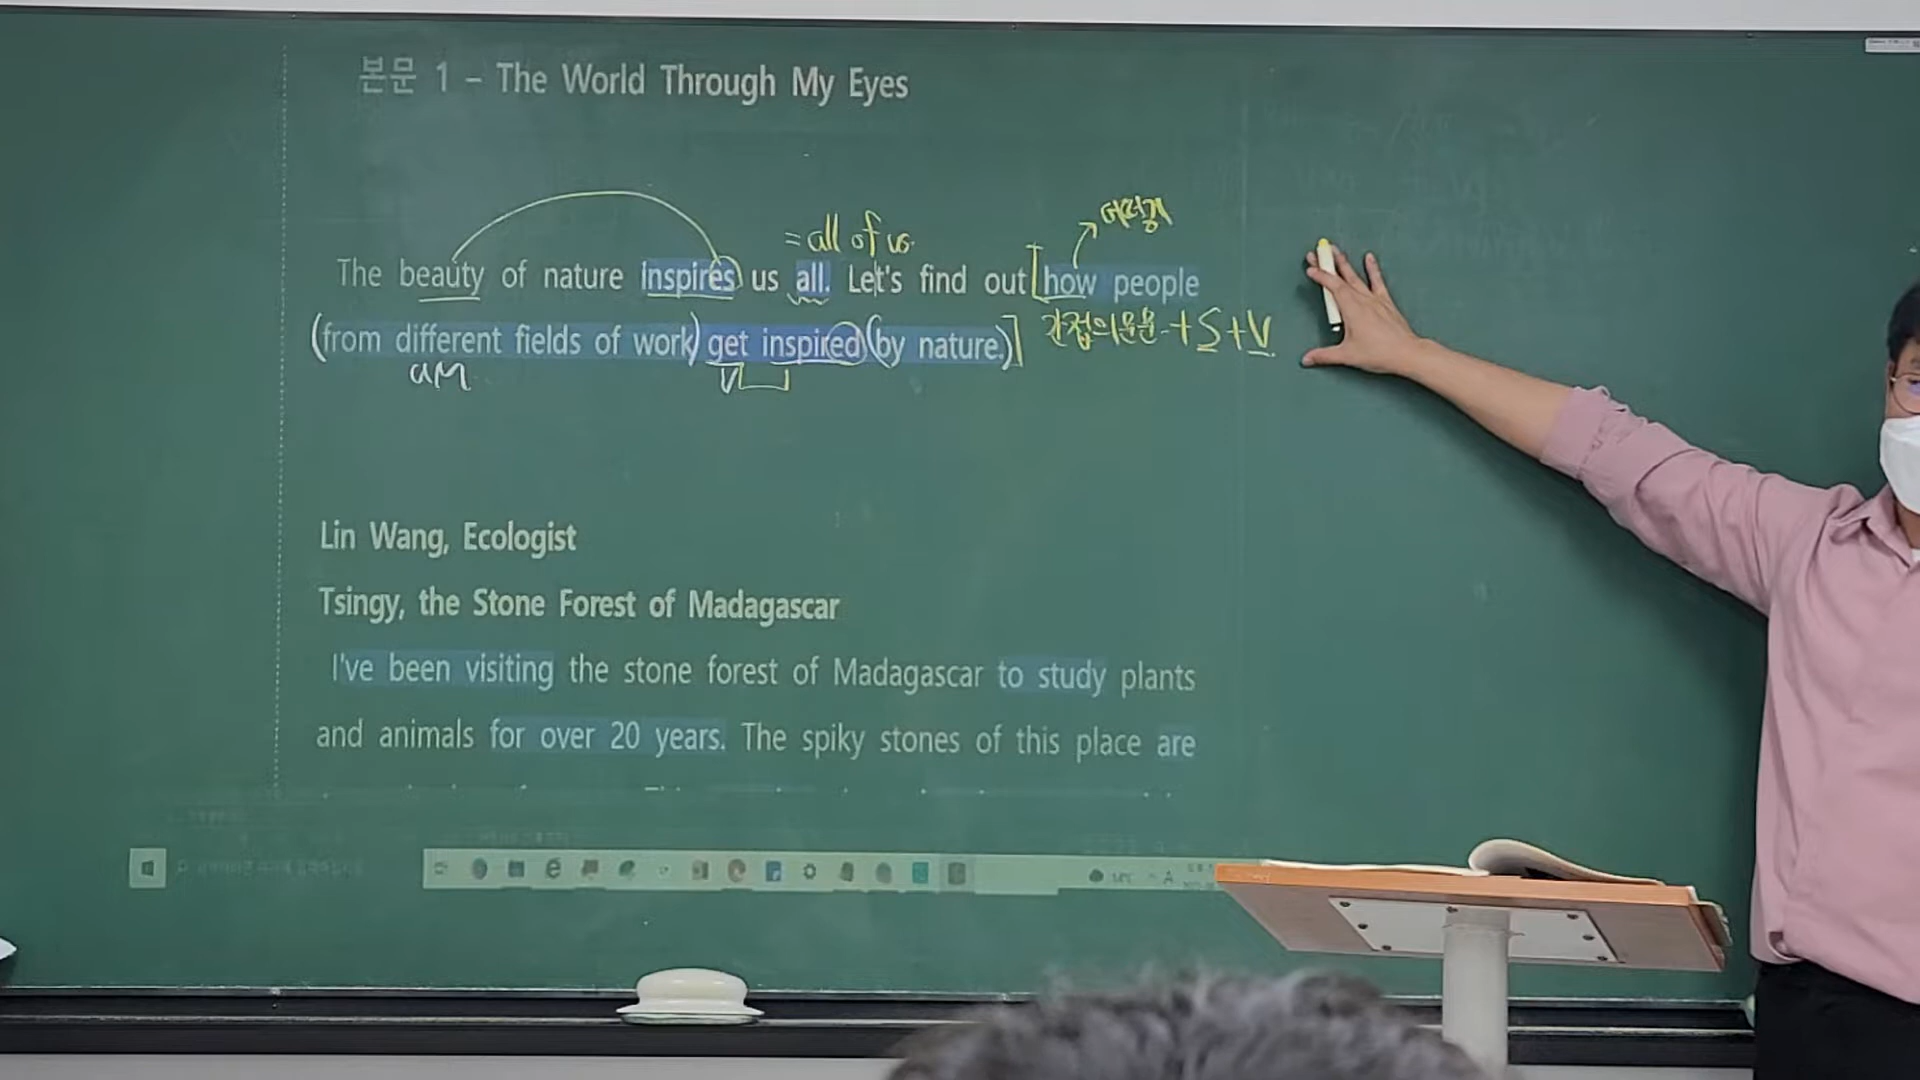 본문 1 – The World Through My Eyes
= all of us.
어떻게
The beauty of nature inspires us all. Let's find out [how people
(from different fields of work) get inspired (by nature.)] 간접의문문 - + S + V
V
Lin Wang, Ecologist
Tsingy, the Stone Forest of Madagascar
I've been visiting the stone forest of Madagascar to study plants
and animals for over 20 years. The spiky stones of this place are